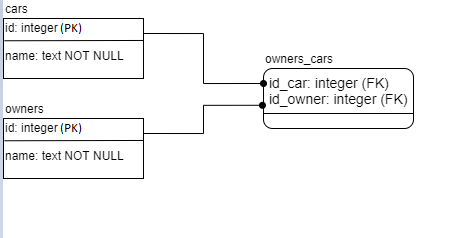 cars
id: integer (PK)
name: text NOT NULL
owners
id: integer (PK)
name: text NOT NULL
owners_cars
id_car: integer (FK)
id_owner: integer (FK)